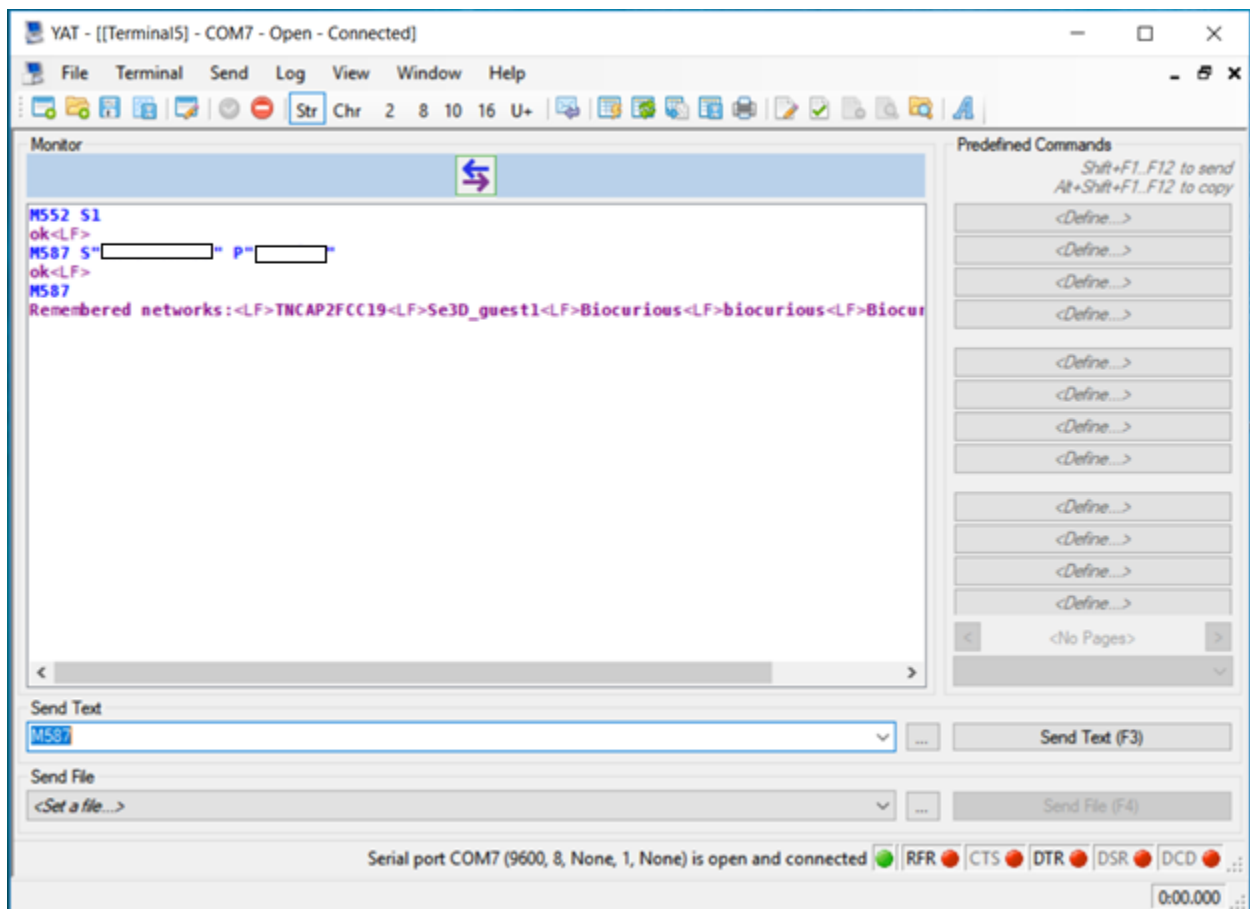 YAT - [[Terminal5] - COM7 - Open - Connected]
File Terminal Send Log View Window Help
Str Chr 2 8 10 16 U+
Monitor
M552 S1
ok<LF>
M587 S"" P""
ok<LF>
M587
Remembered networks:<LF>TNCAP2FCC19<LF>Se3D_guest1<LF>Biocurious<LF>biocurious<LF>Biocur
Predefined Commands
Shift+F1..F12 to send
Alt+Shift+F1..F12 to copy
<Define...>
<Define...>
<Define...>
<Define...>
<Define...>
<Define...>
<Define...>
<Define...>
<Define...>
<Define...>
<Define...>
<Define...>
< <No Pages> >
Send Text
M587 ... Send Text (F3)
Send File
<Set a file...> ... Send File (F4)
Serial port COM7 (9600, 8, None, 1, None) is open and connected RFR CTS DTR DSR DCD
0:00.000